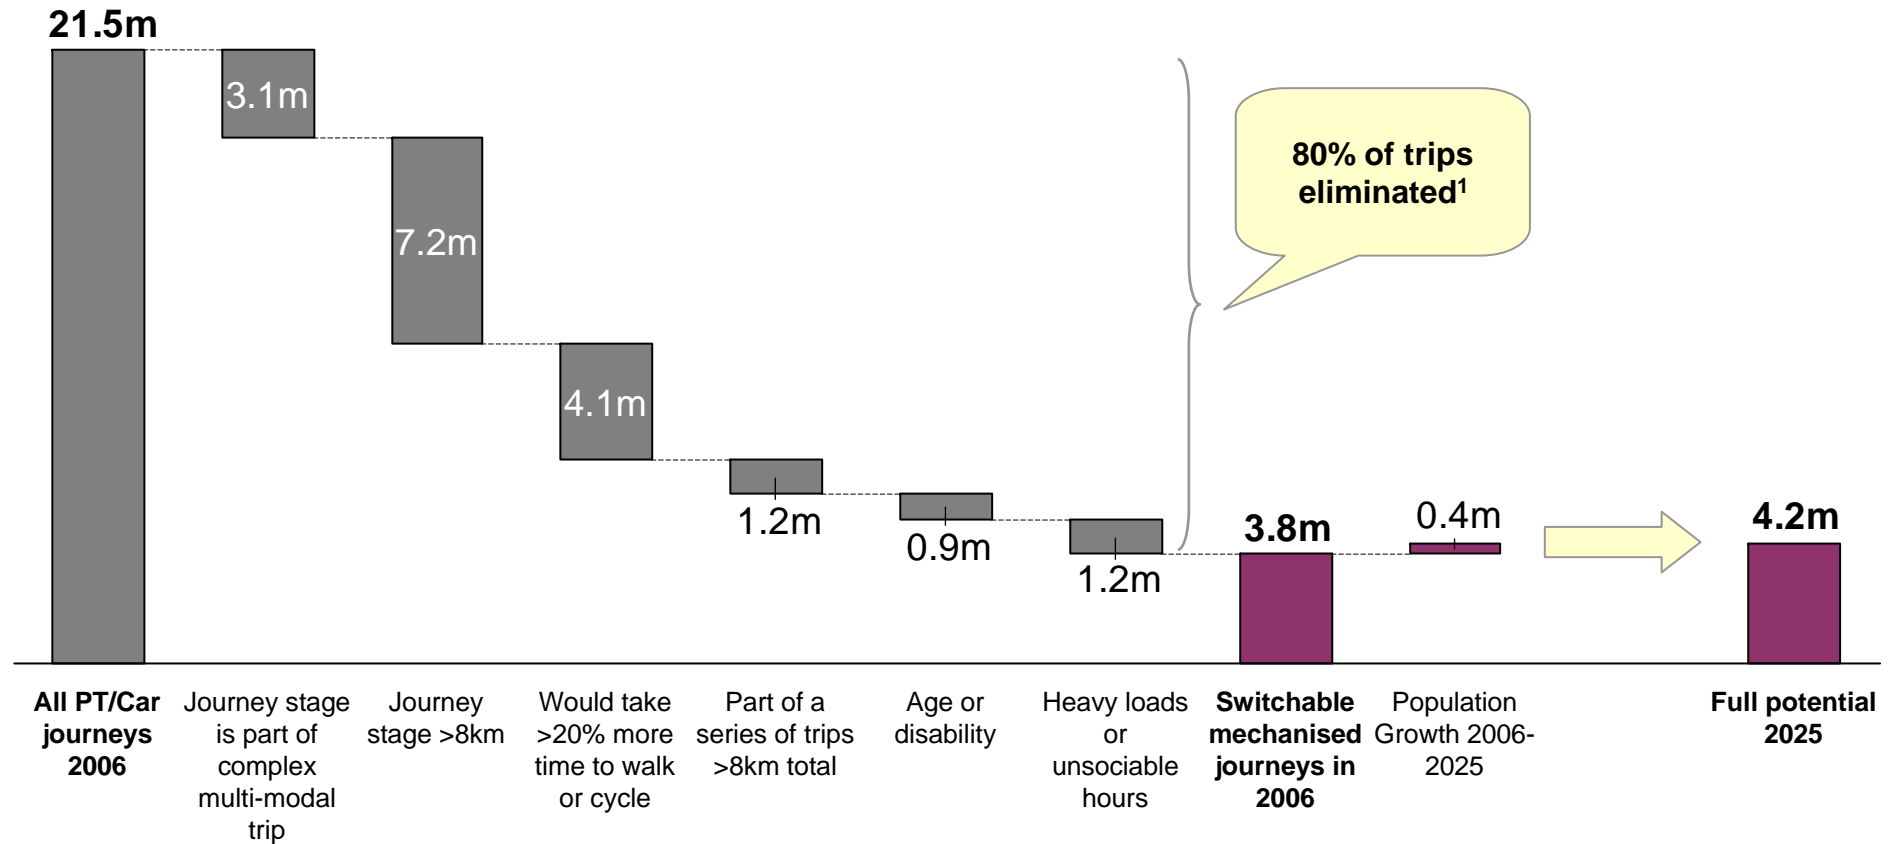 21.5m
3.1m
7.2m
4.1m
1.2m
0.9m
1.2m
80% of trips
eliminated¹
3.8m
0.4m
4.2m
All PT/Car
journeys
2006
Journey stage
is part of
complex
multi-modal
trip
Journey
stage >8km
Would take
>20% more
time to walk
or cycle
Part of a
series of trips
>8km total
Age or
disability
Heavy loads
or
unsociable
hours
Switchable
mechanised
journeys in
2006
Population
Growth 2006-
2025
Full potential
2025